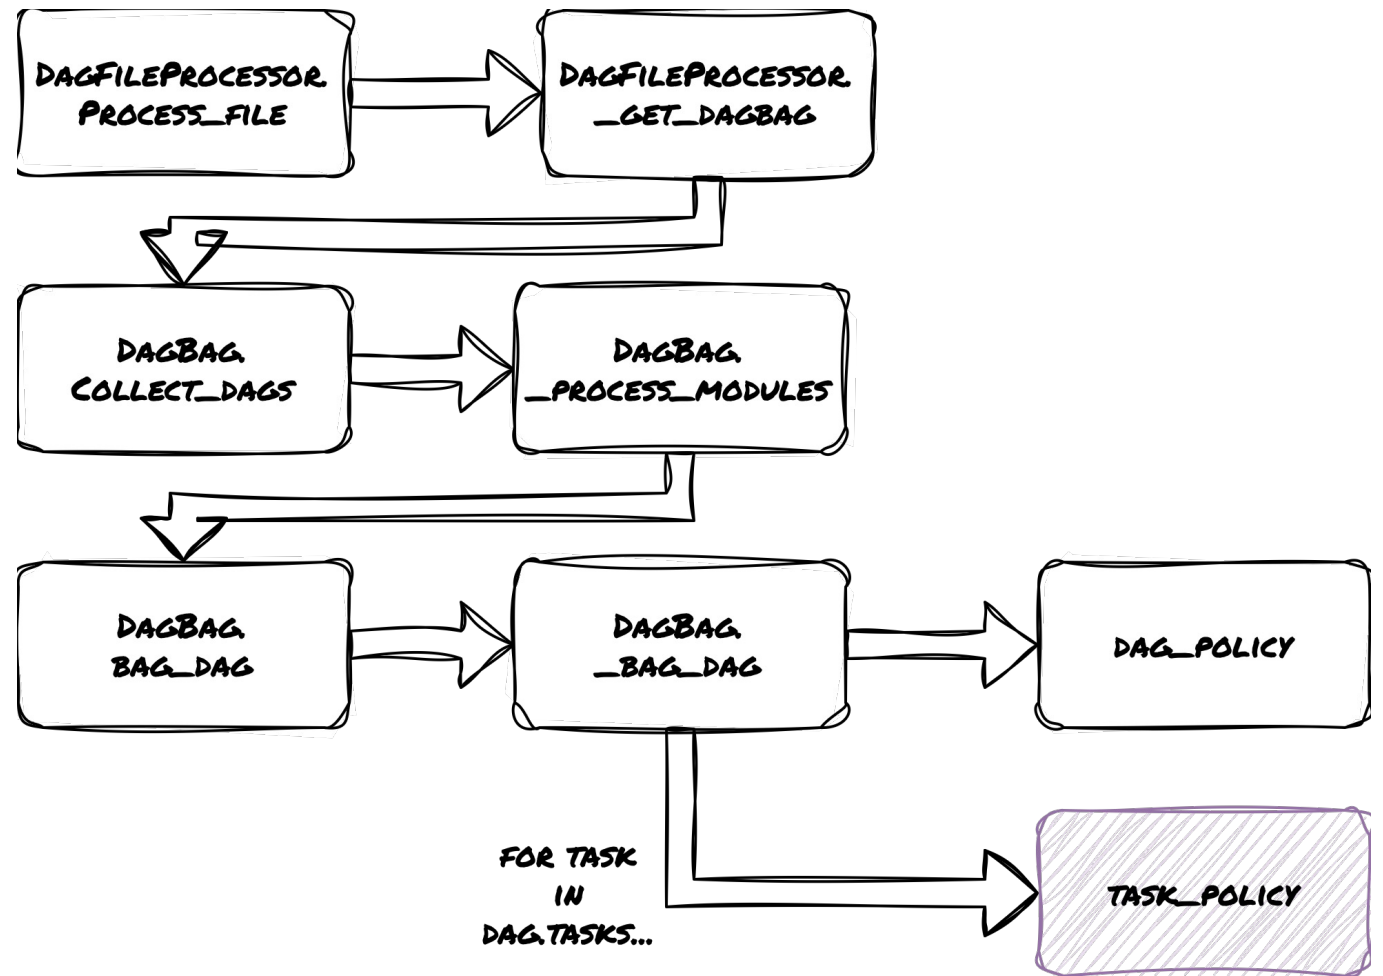 DagFileProcessor.
Process_file
DagFileProcessor.
_get_dagbag
DagBag.
Collect_dags
DagBag.
_process_modules
DagBag.
bag_dag
DagBag.
_bag_dag
dag_policy
for task
in
dag.tasks...
task_policy